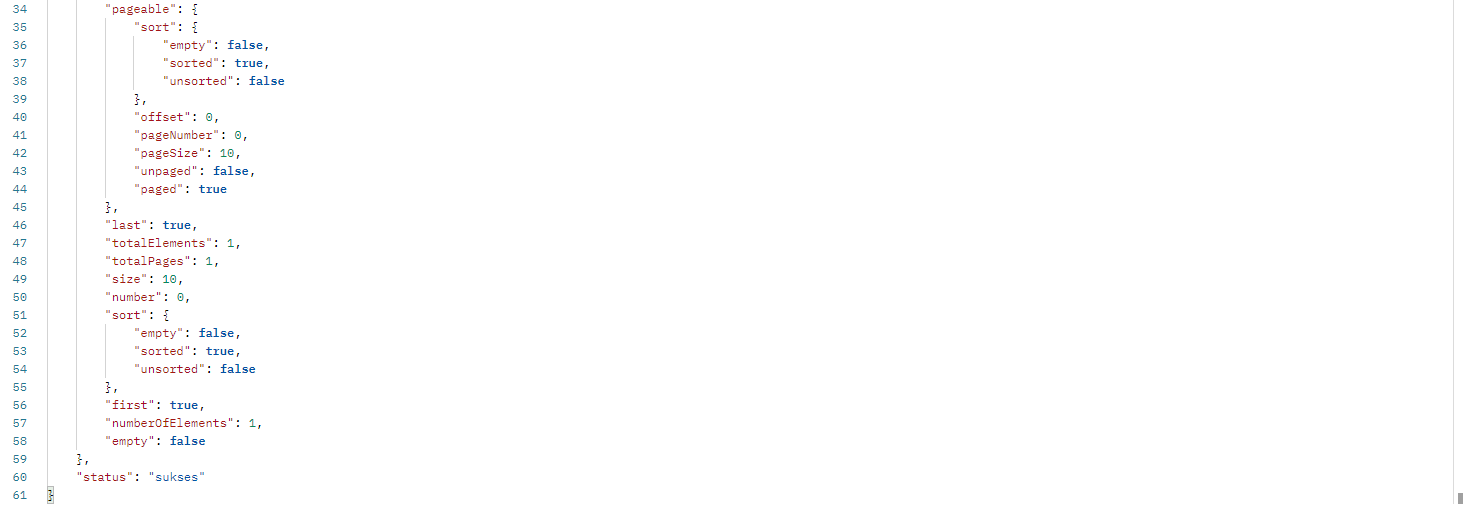 34 "pageable": {
35 "sort": {
36 "empty": false,
37 "sorted": true,
38 "unsorted": false
39 },
40 "offset": 0,
41 "pageNumber": 0,
42 "pageSize": 10,
43 "unpaged": false,
44 "paged": true
45 },
46 "last": true,
47 "totalElements": 1,
48 "totalPages": 1,
49 "size": 10,
50 "number": 0,
51 "sort": {
52 "empty": false,
53 "sorted": true,
54 "unsorted": false
55 },
56 "first": true,
57 "numberOfElements": 1,
58 "empty": false
59 },
60 "status": "sukses"
61 }